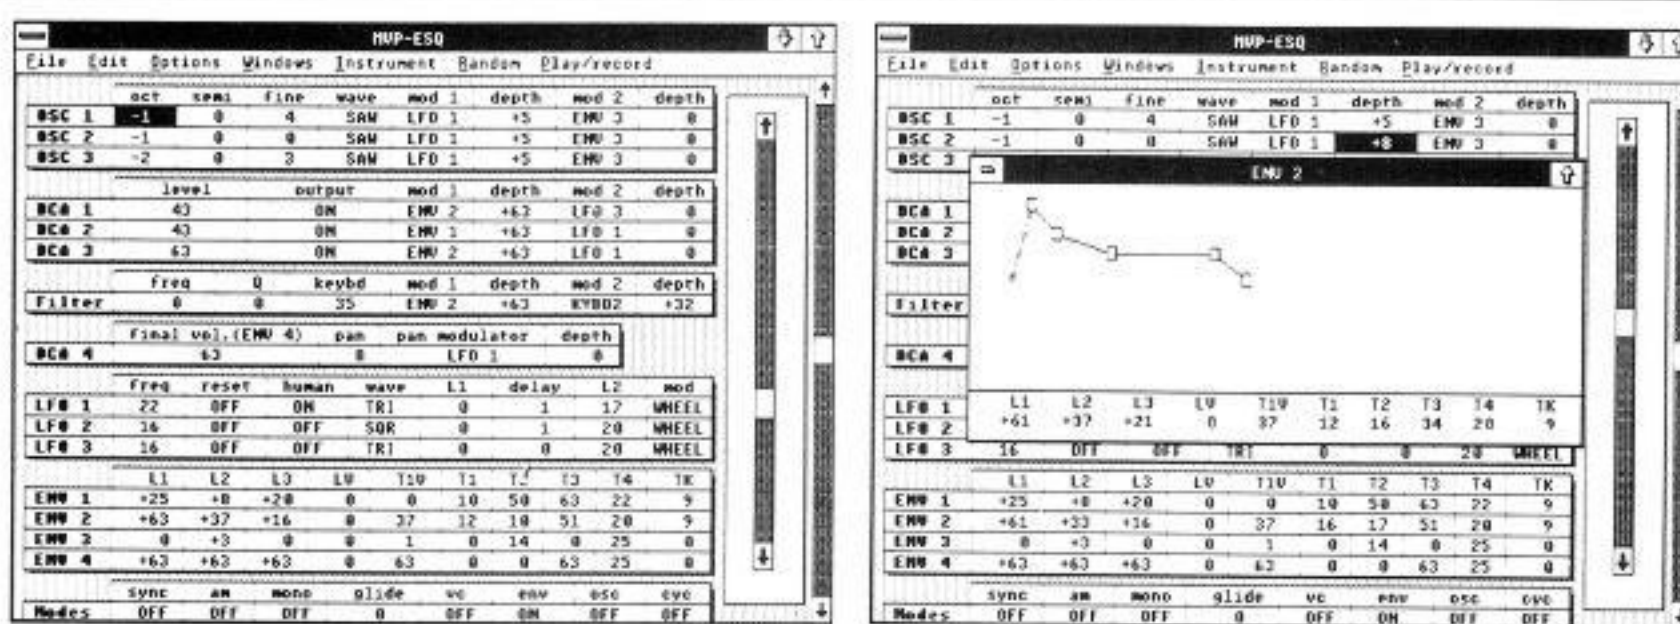 MVP-ESQ
File Edit Options Windows Instrument Random Play/record
oct semi fine wave mod 1 depth mod 2 depth
OSC 1 -1 0 4 SAW LFO 1 +5 ENV 3 0
OSC 2 -1 0 0 SAW LFO 1 +5 ENV 3 0
OSC 3 -2 0 3 SAW LFO 1 +5 ENV 3 0
level output mod 1 depth mod 2 depth
DCA 1 43 ON ENV 2 +63 LFO 3 0
DCA 2 43 ON ENV 1 +63 LFO 1 0
DCA 3 63 ON ENV 2 +63 LFO 1 0
freq Q keybd mod 1 depth mod 2 depth
Filter 0 0 35 ENV 2 +63 KYBD2 +32
Final vol.(ENV 4) pan pan modulator depth
DCA 4 63 8 LFO 1 0
freq reset human wave L1 delay L2 mod
LFO 1 22 OFF ON TRI 0 1 17 WHEEL
LFO 2 16 OFF OFF SQR 0 1 20 WHEEL
LFO 3 16 OFF OFF TRI 0 0 20 WHEEL
L1 L2 L3 LV T1V T1 T3 T4 TK
ENV 1 +25 +0 +20 0 0 10 50 63 22 9
ENV 2 +63 +37 +16 0 37 12 10 51 20 9
ENV 3 0 +3 0 0 1 0 14 0 25 0
ENV 4 +63 +63 +63 0 63 0 0 63 25 0
sync am mono glide vc env osc cyc
Modes OFF OFF OFF 0 OFF ON OFF OFF
MVP-ESQ
File Edit Options Windows Instrument Random Play/record
oct semi fine wave mod 1 depth mod 2 depth
OSC 1 -1 0 4 SAW LFO 1 +5 ENV 3 0
OSC 2 -1 0 0 SAW LFO 1 +8 ENV 3 0
OSC 3
ENV 2
DCA 1
DCA 2
DCA 3
Filter
DCA 4
L1 L2 L3 LV T1V T1 T2 T3 T4 TK
+61 +37 +21 0 37 12 16 34 20 9
LFO 1
LFO 2
LFO 3 16 OFF OFF TRI 0 0 20 WHEEL
L1 L2 L3 LV T1V T1 T2 T3 T4 TK
ENV 1 +25 +0 +20 0 0 10 50 63 22 9
ENV 2 +61 +33 +16 0 37 16 17 51 20 9
ENV 3 0 +3 0 0 1 0 14 0 25 0
ENV 4 +63 +63 +63 0 63 0 0 63 25 0
sync am mono glide vc env osc cyc
Modes OFF OFF OFF 0 OFF ON OFF OFF